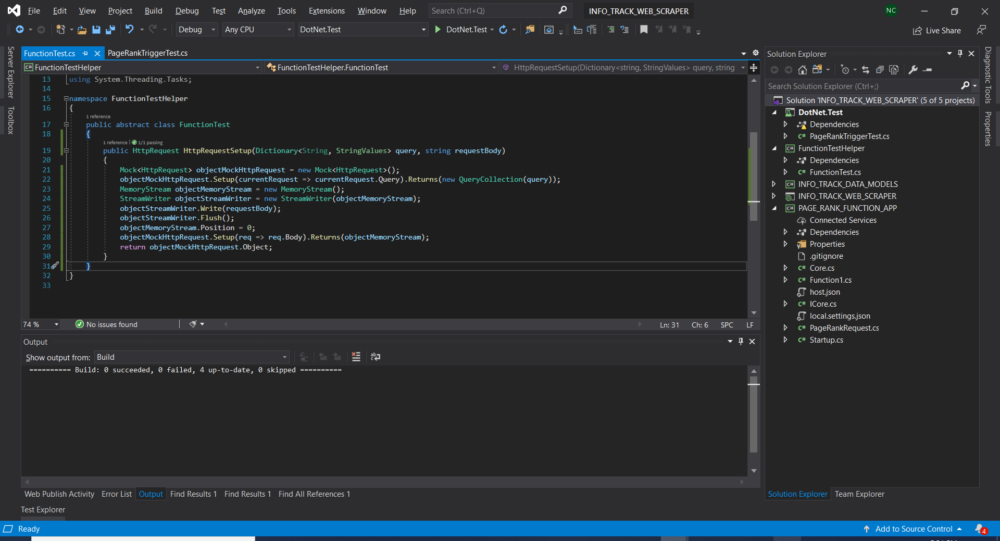 File Edit View Project Build Debug Test Analyze Tools Extensions Window Help Search (Ctrl+Q) INFO_TRACK_WEB_SCRAPER NC
Debug Any CPU DotNet.Test DotNet.Test Live Share
Server Explorer
Toolbox
FunctionTest.cs PageRankTriggerTest.cs
FunctionTestHelper FunctionTestHelper.FunctionTest HttpRequestSetup(Dictionary<string, StringValues> query, string
13 using System.Threading.Tasks;
14
15 namespace FunctionTestHelper
16 {
1 reference
17 public abstract class FunctionTest
18 {
1 reference | 1/1 passing
19 public HttpRequest HttpRequestSetup(Dictionary<String, StringValues> query, string requestBody)
20 {
21 Mock<HttpRequest> objectMockHttpRequest = new Mock<HttpRequest>();
22 objectMockHttpRequest.Setup(currentRequest => currentRequest.Query).Returns(new QueryCollection(query));
23 MemoryStream objectMemoryStream = new MemoryStream();
24 StreamWriter objectStreamWriter = new StreamWriter(objectMemoryStream);
25 objectStreamWriter.Write(requestBody);
26 objectStreamWriter.Flush();
27 objectMemoryStream.Position = 0;
28 objectMockHttpRequest.Setup(req => req.Body).Returns(objectMemoryStream);
29 return objectMockHttpRequest.Object;
30 }
31 }
32 }
33
74 % No issues found Ln: 31 Ch: 6 SPC LF
Output
Show output from: Build
========== Build: 0 succeeded, 0 failed, 4 up-to-date, 0 skipped ==========
Web Publish Activity Error List Output Find Results 1 Find Results 1 Find All References 1
Test Explorer
Solution Explorer
Search Solution Explorer (Ctrl+;)
Solution 'INFO_TRACK_WEB_SCRAPER' (5 of 5 projects)
DotNet.Test
Dependencies
C# PageRankTriggerTest.cs
C# FunctionTestHelper
Dependencies
C# FunctionTest.cs
C# INFO_TRACK_DATA_MODELS
INFO_TRACK_WEB_SCRAPER
C# PAGE_RANK_FUNCTION_APP
Connected Services
Dependencies
Properties
.gitignore
C# Core.cs
C# Function1.cs
host.json
C# ICore.cs
local.settings.json
C# PageRankRequest.cs
C# Startup.cs
Solution Explorer Team Explorer
Diagnostic Tools
Properties
Ready Add to Source Control 4